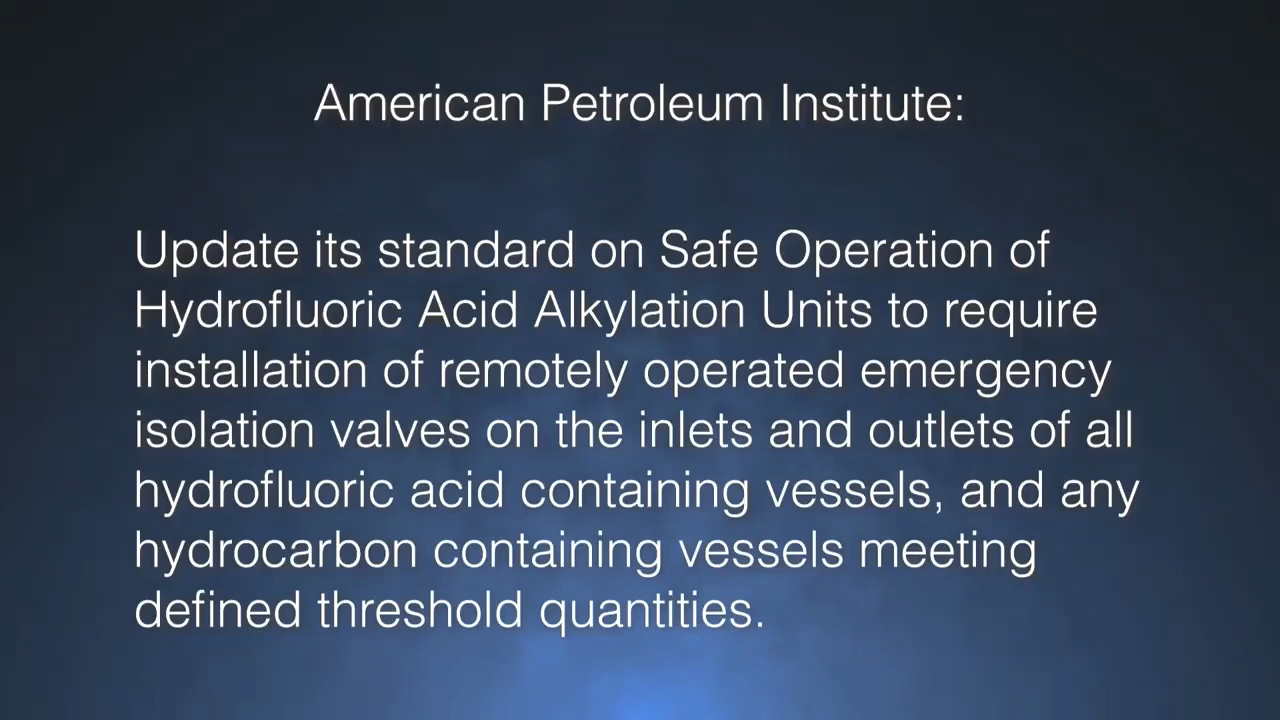 American Petroleum Institute:
Update its standard on Safe Operation of
Hydrofluoric Acid Alkylation Units to require
installation of remotely operated emergency
isolation valves on the inlets and outlets of all
hydrofluoric acid containing vessels, and any
hydrocarbon containing vessels meeting
defined threshold quantities.